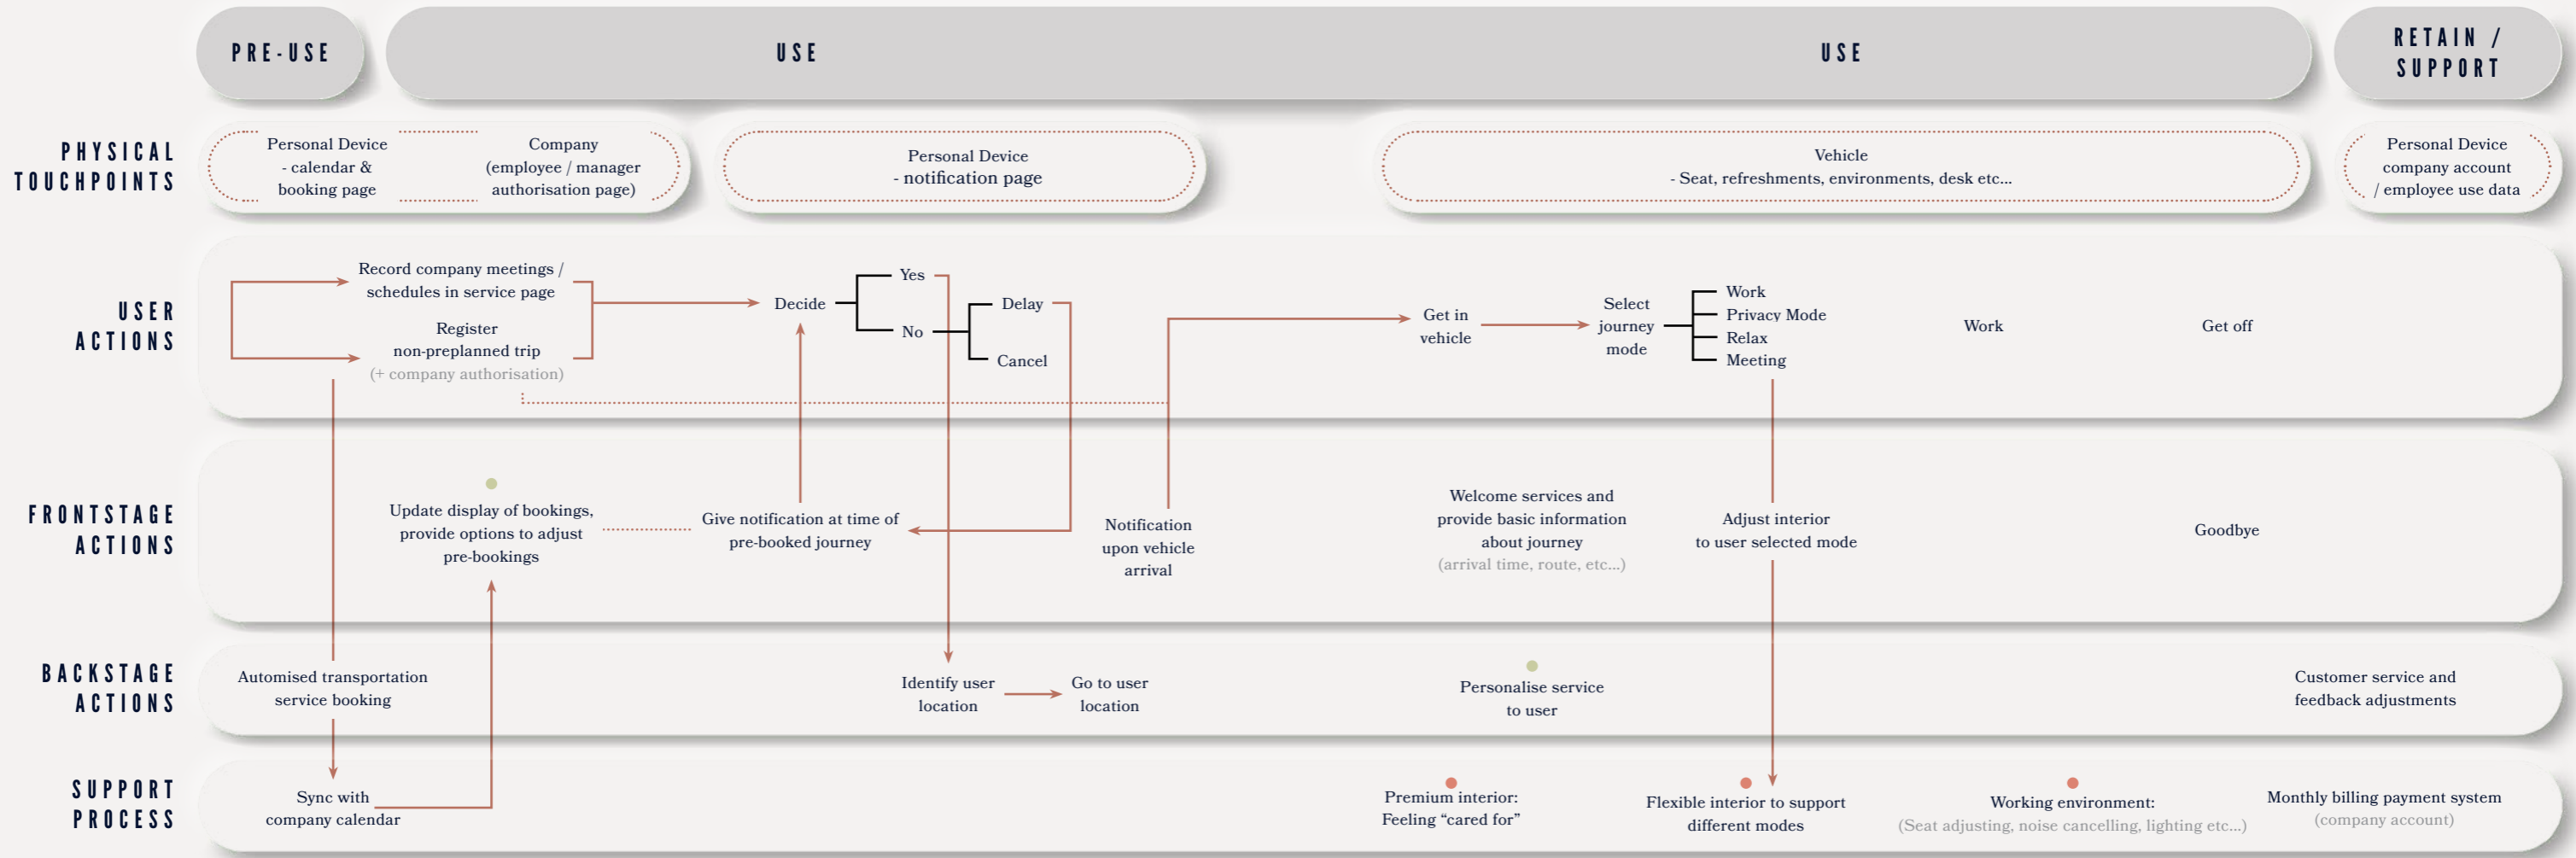 PRE-USE
USE
USE
RETAIN /
SUPPORT
PHYSICAL
TOUCHPOINTS
Personal Device
- calendar &
booking page
Company
(employee / manager
authorisation page)
Personal Device
- notification page
Vehicle
- Seat, refreshments, environments, desk etc...
Personal Device
company account
/ employee use data
USER
ACTIONS
Record company meetings /
schedules in service page
Register
non-preplanned trip
(+ company authorisation)
Decide
Yes
No
Delay
Cancel
Get in
vehicle
Select
journey
mode
Work
Privacy Mode
Relax
Meeting
Work
Get off
FRONTSTAGE
ACTIONS
Update display of bookings,
provide options to adjust
pre-bookings
Give notification at time of
pre-booked journey
Notification
upon vehicle
arrival
Welcome services and
provide basic information
about journey
(arrival time, route, etc...)
Adjust interior
to user selected mode
Goodbye
BACKSTAGE
ACTIONS
Automised transportation
service booking
Identify user
location
Go to user
location
Personalise service
to user
Customer service and
feedback adjustments
SUPPORT
PROCESS
Sync with
company calendar
Premium interior:
Feeling “cared for”
Flexible interior to support
different modes
Working environment:
(Seat adjusting, noise cancelling, lighting etc...)
Monthly billing payment system
(company account)